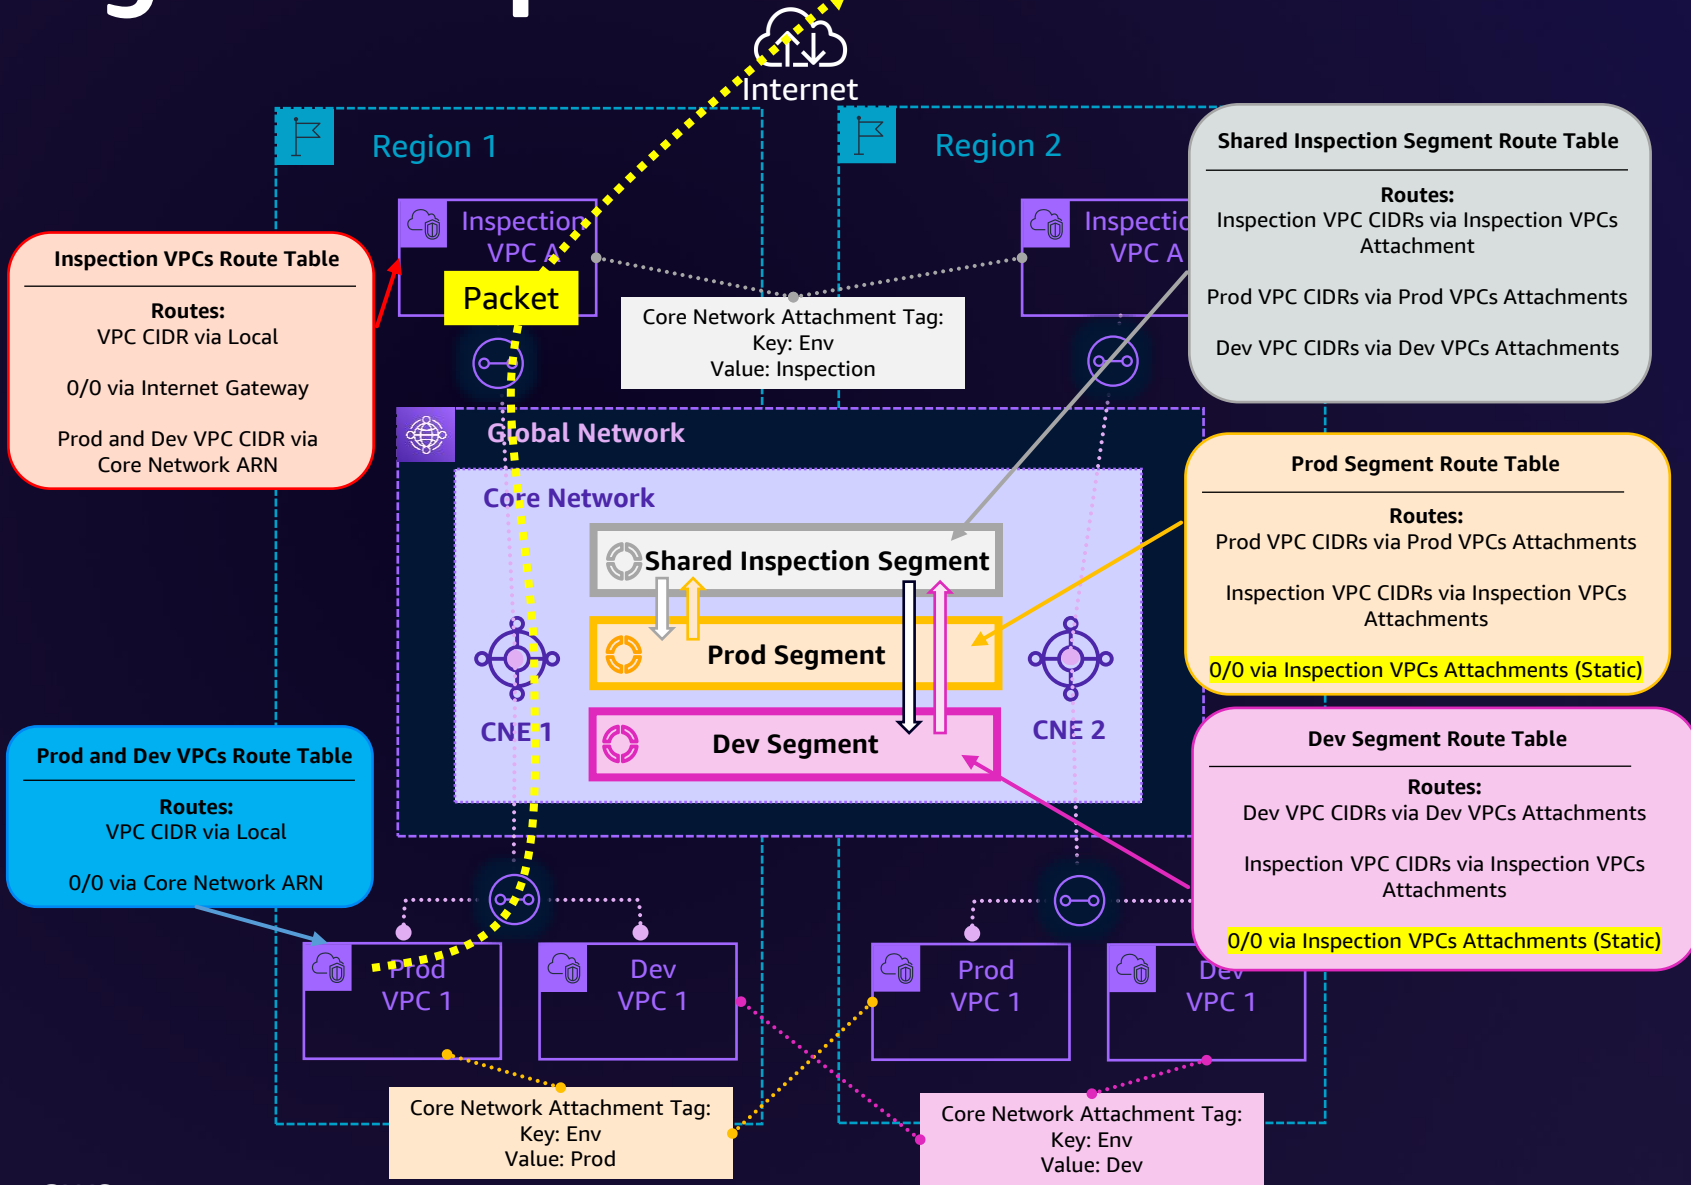 Internet
Region 1
Region 2
Inspection
VPC A
Packet
Inspectio
VPC A
Inspection VPCs Route Table
Routes:
VPC CIDR via Local
0/0 via Internet Gateway
Prod and Dev VPC CIDR via
Core Network ARN
Core Network Attachment Tag:
Key: Env
Value: Inspection
Shared Inspection Segment Route Table
Routes:
Inspection VPC CIDRs via Inspection VPCs
Attachment
Prod VPC CIDRs via Prod VPCs Attachments
Dev VPC CIDRs via Dev VPCs Attachments
Global Network
Core Network
Shared Inspection Segment
Prod Segment
Dev Segment
CNE 1
CNE 2
Prod Segment Route Table
Routes:
Prod VPC CIDRs via Prod VPCs Attachments
Inspection VPC CIDRs via Inspection VPCs
Attachments
0/0 via Inspection VPCs Attachments (Static)
Prod and Dev VPCs Route Table
Routes:
VPC CIDR via Local
0/0 via Core Network ARN
Dev Segment Route Table
Routes:
Dev VPC CIDRs via Dev VPCs Attachments
Inspection VPC CIDRs via Inspection VPCs
Attachments
0/0 via Inspection VPCs Attachments (Static)
Prod
VPC 1
Dev
VPC 1
Prod
VPC 1
Dev
VPC 1
Core Network Attachment Tag:
Key: Env
Value: Prod
Core Network Attachment Tag:
Key: Env
Value: Dev